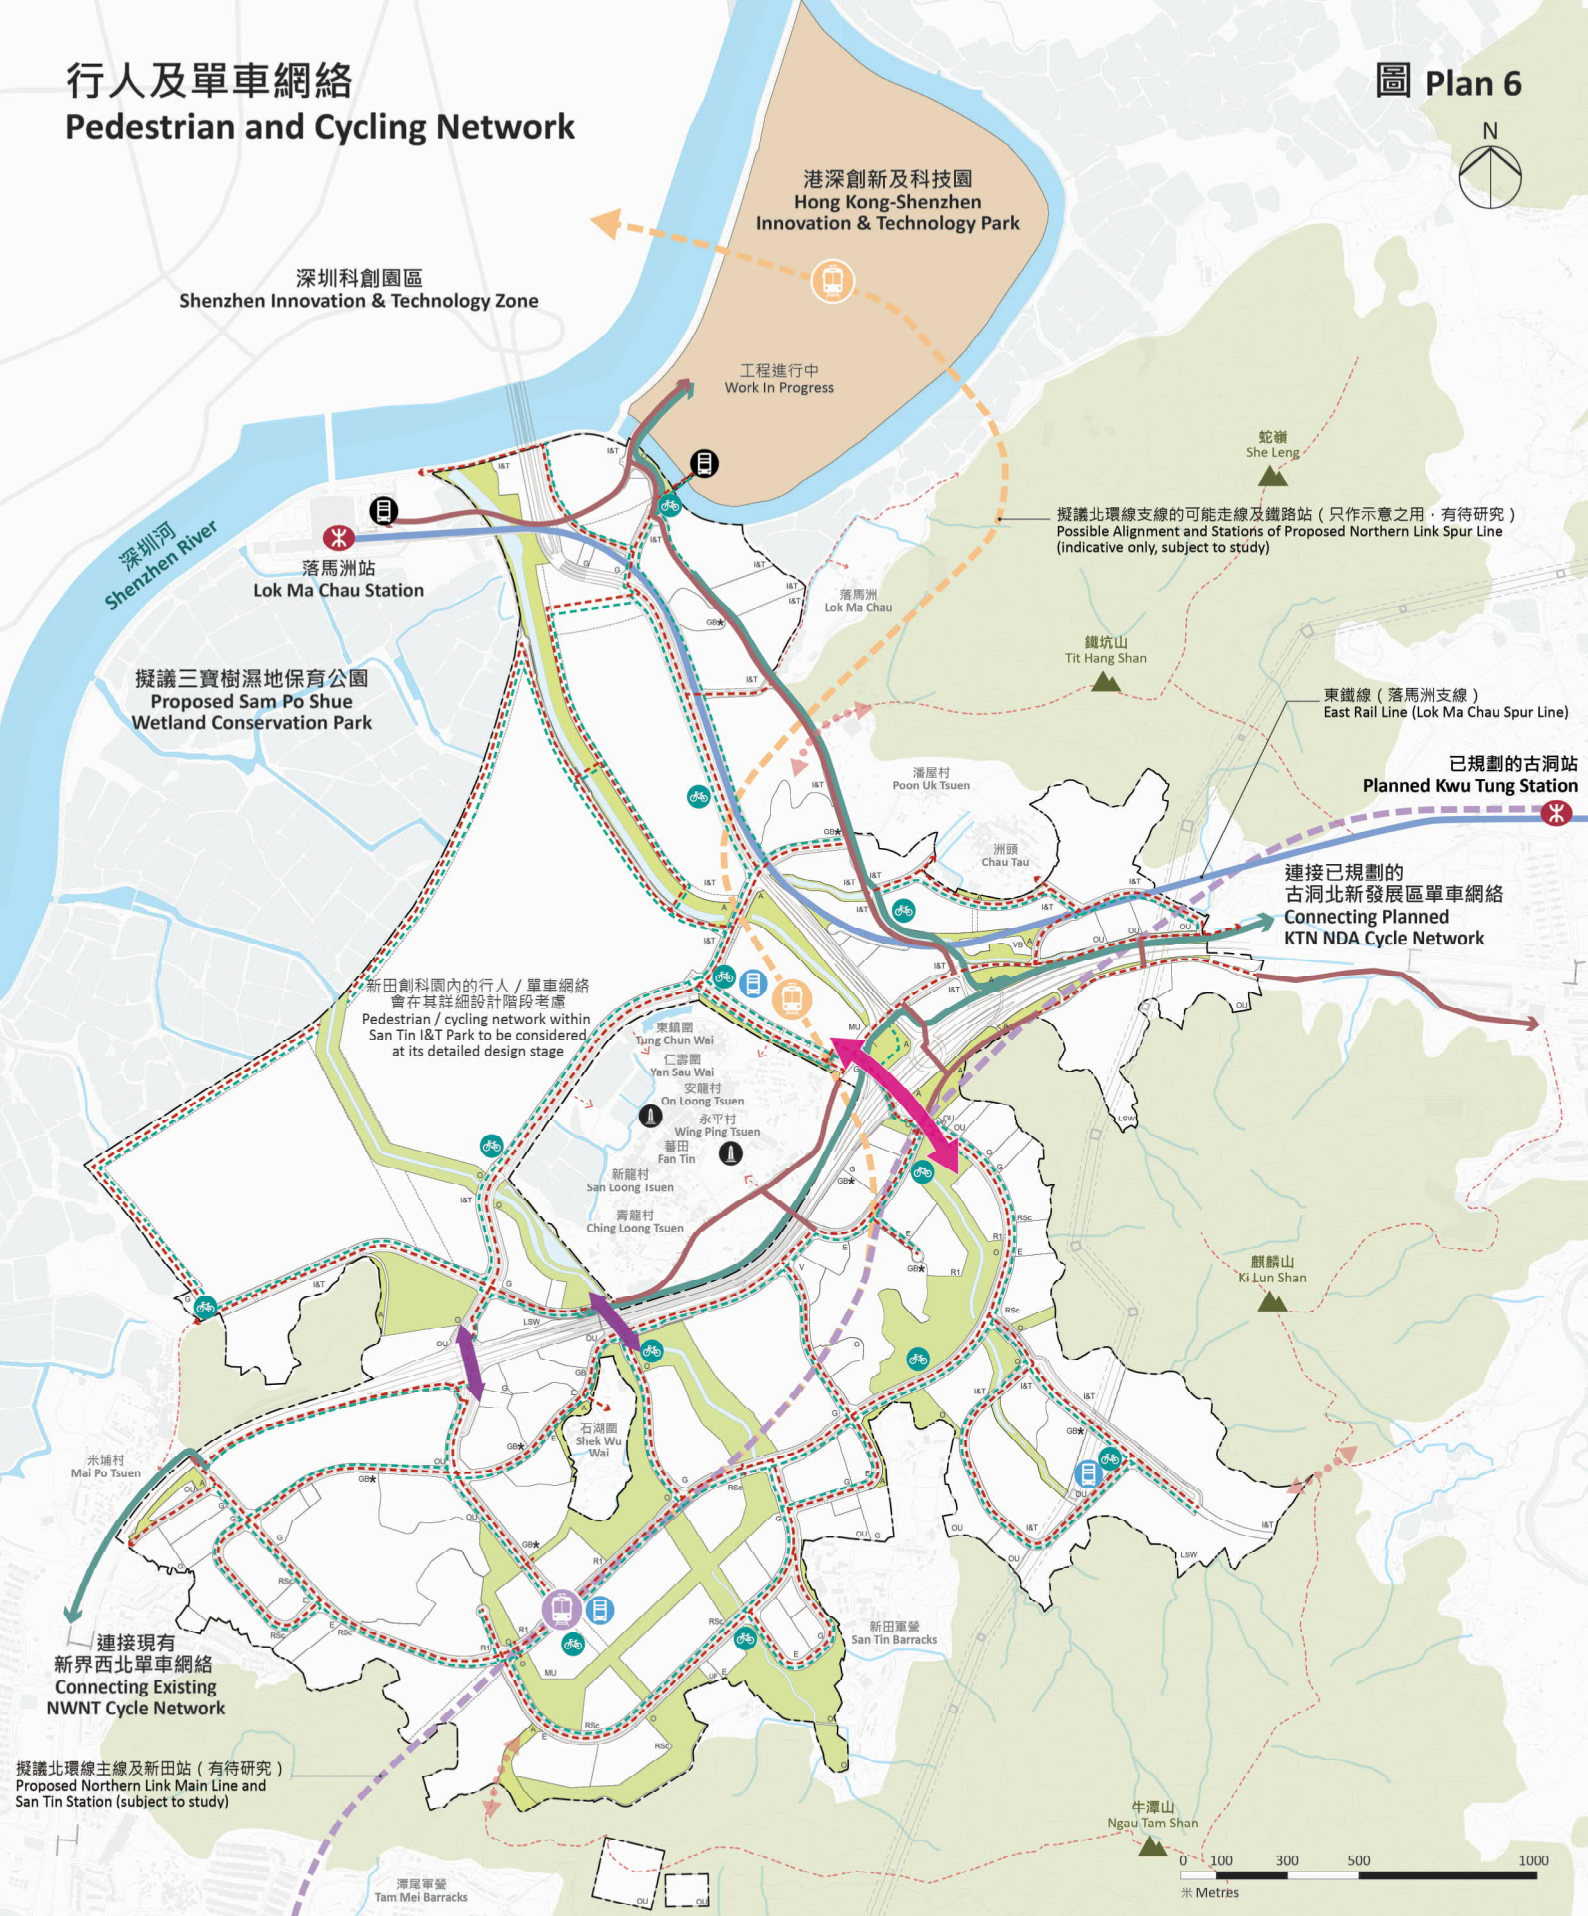 行人及單車網絡
Pedestrian and Cycling Network
圖 Plan 6
N
港深創新及科技園
Hong Kong-Shenzhen
Innovation & Technology Park
深圳科創園區
Shenzhen Innovation & Technology Zone
工程進行中
Work In Progress
蛇嶺
She Leng
擬議北環線支線的可能走線及鐵路站（只作示意之用，有待研究）
Possible Alignment and Stations of Proposed Northern Link Spur Line
(indicative only, subject to study)
深圳河
Shenzhen River
落馬洲站
Lok Ma Chau Station
落馬洲
Lok Ma Chau
鐵坑山
Tit Hang Shan
擬議三寶樹濕地保育公園
Proposed Sam Po Shue
Wetland Conservation Park
東鐵線（落馬洲支線）
East Rail Line (Lok Ma Chau Spur Line)
已規劃的古洞站
Planned Kwu Tung Station
潘屋村
Poon Uk Tsuen
洲頭
Chau Tau
連接已規劃的
古洞北新發展區單車網絡
Connecting Planned
KTN NDA Cycle Network
新田創科園內的行人 / 單車網絡
會在其詳細設計階段考慮
Pedestrian / cycling network within
San Tin I&T Park to be considered
at its detailed design stage
東鎮圍
Tung Chun Wai
仁壽圍
Yan Sau Wai
安龍村
On Loong Tsuen
永平村
Wing Ping Tsuen
蕃田
Fan Tin
新龍村
San Loong Tsuen
青龍村
Ching Loong Tsuen
麒麟山
Ki Lun Shan
石湖圍
Shek Wu
Wai
米埔村
Mai Po Tsuen
連接現有
新界西北單車網絡
Connecting Existing
NWNT Cycle Network
新田軍營
San Tin Barracks
擬議北環線主線及新田站（有待研究）
Proposed Northern Link Main Line and
San Tin Station (subject to study)
牛潭山
Ngau Tam Shan
潭尾軍營
Tam Mei Barracks
0 100 300 500 1000
米 Metres
I&T
I&T
I&T
I&T
I&T
I&T
GB
I&T
I&T
GB
I&T
I&T
MU
LSW
GB
RSc
R1
LSW
MU
OU